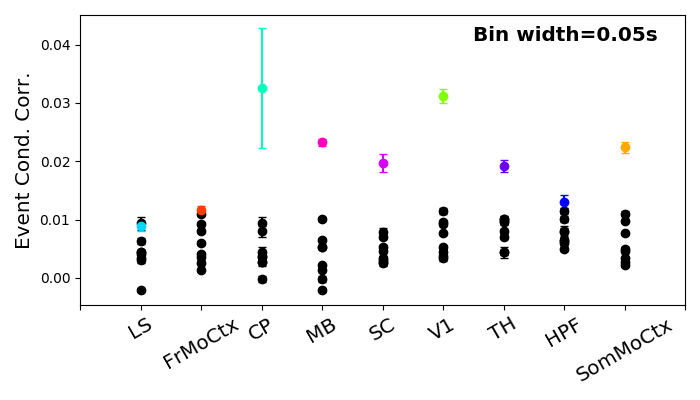 Bin width=0.05s
Event Cond. Corr.
0.04
0.03
0.02
0.01
0.00
LS
FrMoCtx
CP
MB
SC
V1
TH
HPF
SomMoCtx